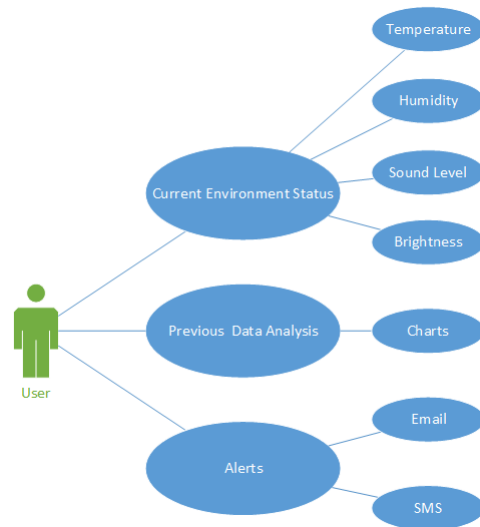 Temperature
Humidity
Sound Level
Current Environment Status
Brightness
Previous Data Analysis
Charts
User
Email
Alerts
SMS